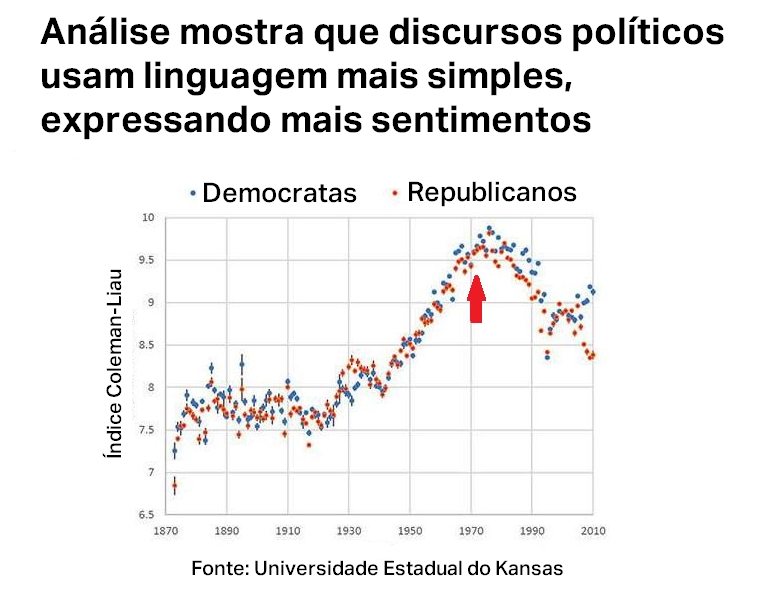 Análise mostra que discursos políticos
usam linguagem mais simples,
expressando mais sentimentos
Democratas Republicanos
Índice Coleman-Liau
10
9.5
9
8.5
8
7.5
7
6.5
1870 1890 1910 1930 1950 1970 1990 2010
Fonte: Universidade Estadual do Kansas